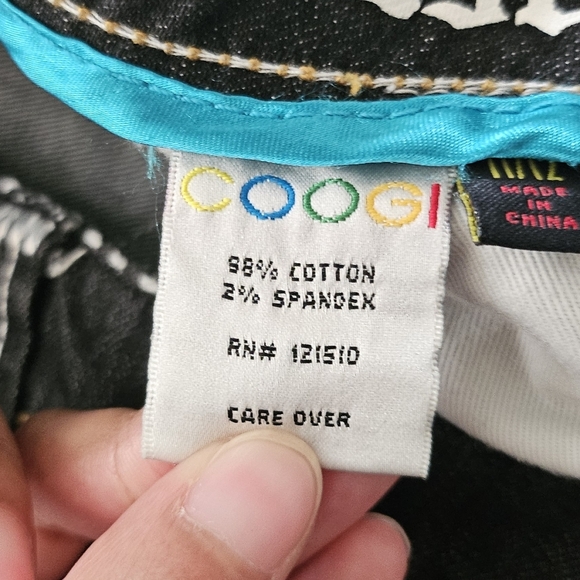 COOGI
98% COTTON
2% SPANDEX
RN# 121510
CARE OVER
MADE
IN
CHINA